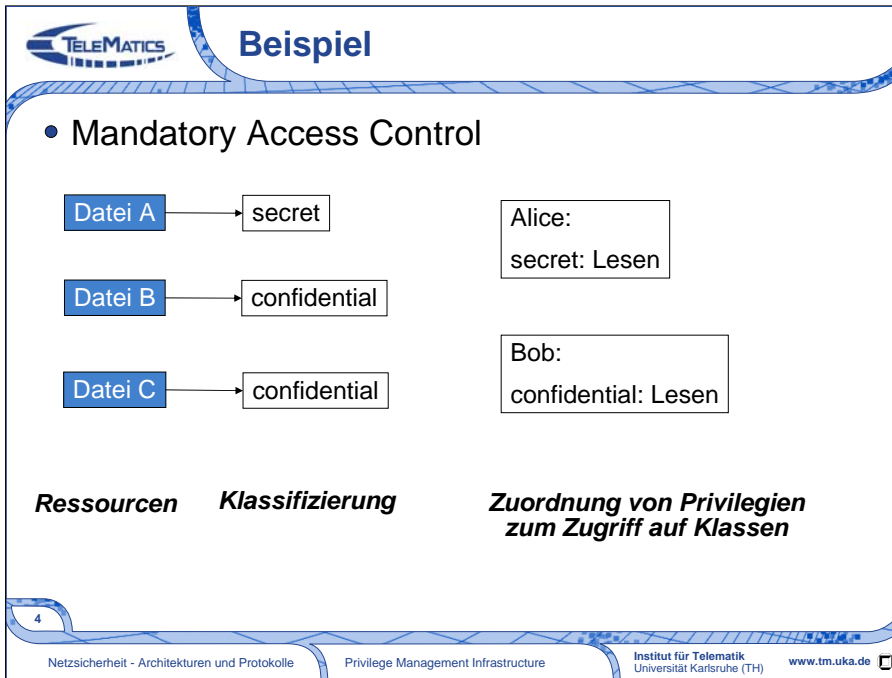 TELEMATICS
Beispiel
• Mandatory Access Control
Datei A
secret
Alice:
secret: Lesen
Datei B
confidential
Bob:
confidential: Lesen
Datei C
confidential
Ressourcen
Klassifizierung
Zuordnung von Privilegien
zum Zugriff auf Klassen
4
Netzsicherheit - Architekturen und Protokolle
Privilege Management Infrastructure
Institut für Telematik
Universität Karlsruhe (TH)
www.tm.uka.de